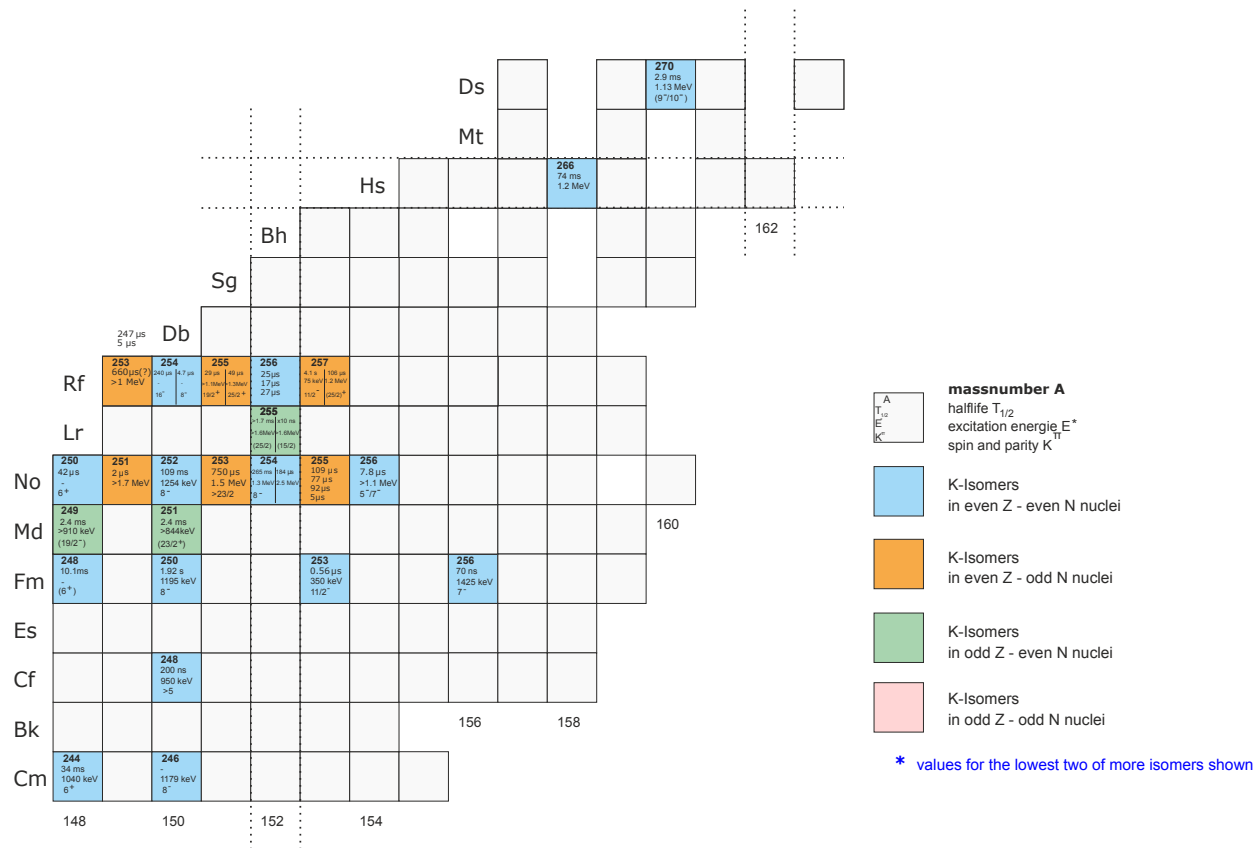 Ds
270
2.9 ms
1.13 MeV
(9⁻/10⁻)
Mt
Hs
266
74 ms
1.2 MeV
Bh
162
Sg
247 µs
5 µs
Db
Rf
253
660µs(?)
>1 MeV
254
240 µs 4.7 µs
- -
16⁻ 8⁻
255
29 µs 49 µs
>1.1MeV >1.3MeV
19/2⁺ 25/2⁺
256
25µs
17µs
27µs
257
4.1 s 106 µs
75 keV 1.2 MeV
11/2⁻ (25/2)⁺
Lr
255
>1.7 ms x10 ns
>1.6MeV >1.6MeV
(25/2) (15/2)
No
250
42µs
-
6⁺
251
2µs
>1.7 MeV
252
109 ms
1254 keV
8⁻
253
750µs
1.5 MeV
>23/2
254
265 ms 184 µs
1.3 MeV 2.5 MeV
8⁻
255
109 µs
77 µs
92µs
5µs
256
7.8µs
>1.1 MeV
5⁻/7⁻
160
Md
249
2.4 ms
>910 keV
(19/2⁻)
251
2.4 ms
>844keV
(23/2⁺)
Fm
248
10.1ms
-
(6⁺)
250
1.92 s
1195 keV
8⁻
253
0.56µs
350 keV
11/2⁻
256
70 ns
1425 keV
7⁻
Es
Cf
248
200 ns
950 keV
>5
156
158
Bk
Cm
244
34 ms
1040 keV
6⁺
246
-
1179 keV
8⁻
148
150
152
154
A
T1/2
E*
Kπ
massnumber A
halflife T1/2
excitation energie E*
spin and parity Kπ
K-Isomers
in even Z - even N nuclei
K-Isomers
in even Z - odd N nuclei
K-Isomers
in odd Z - even N nuclei
K-Isomers
in odd Z - odd N nuclei
* values for the lowest two of more isomers shown